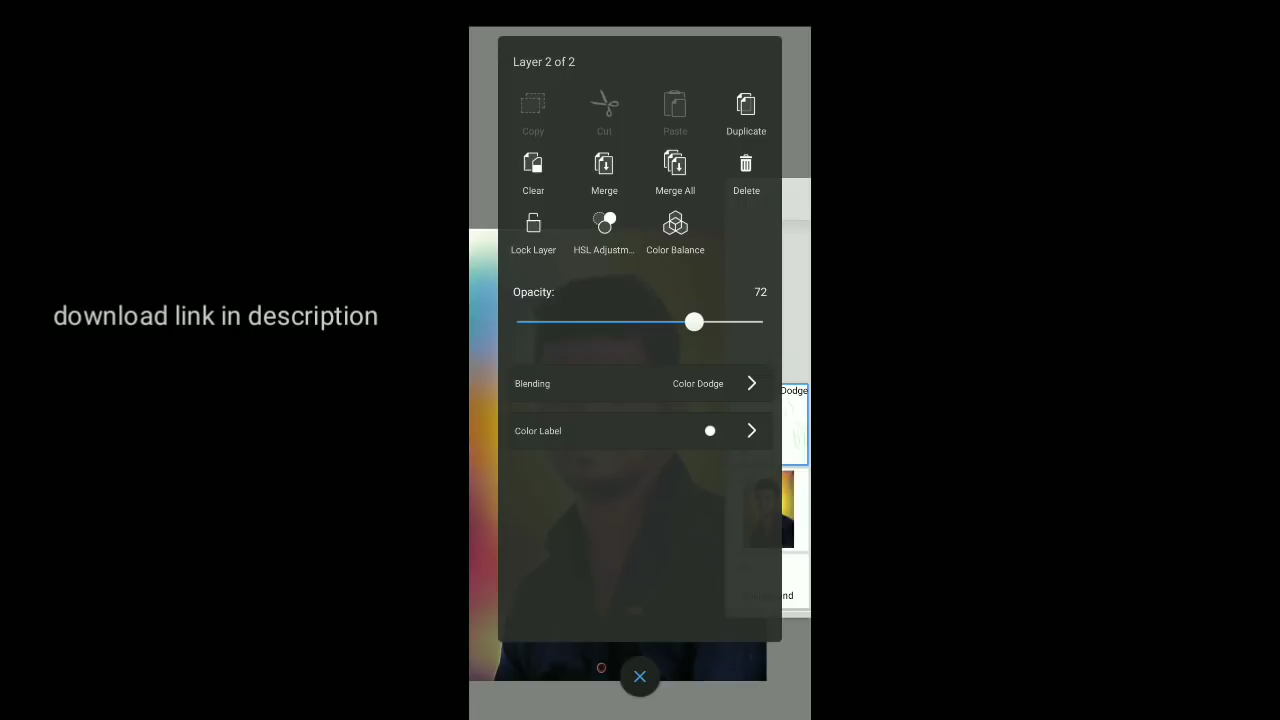 Layer 2 of 2
Copy
Cut
Paste
Duplicate
Clear
Merge
Merge All
Delete
Lock Layer
HSL Adjustm...
Color Balance
download link in description
Opacity:
72
Blending
Color Dodge
Dodge
Color Label